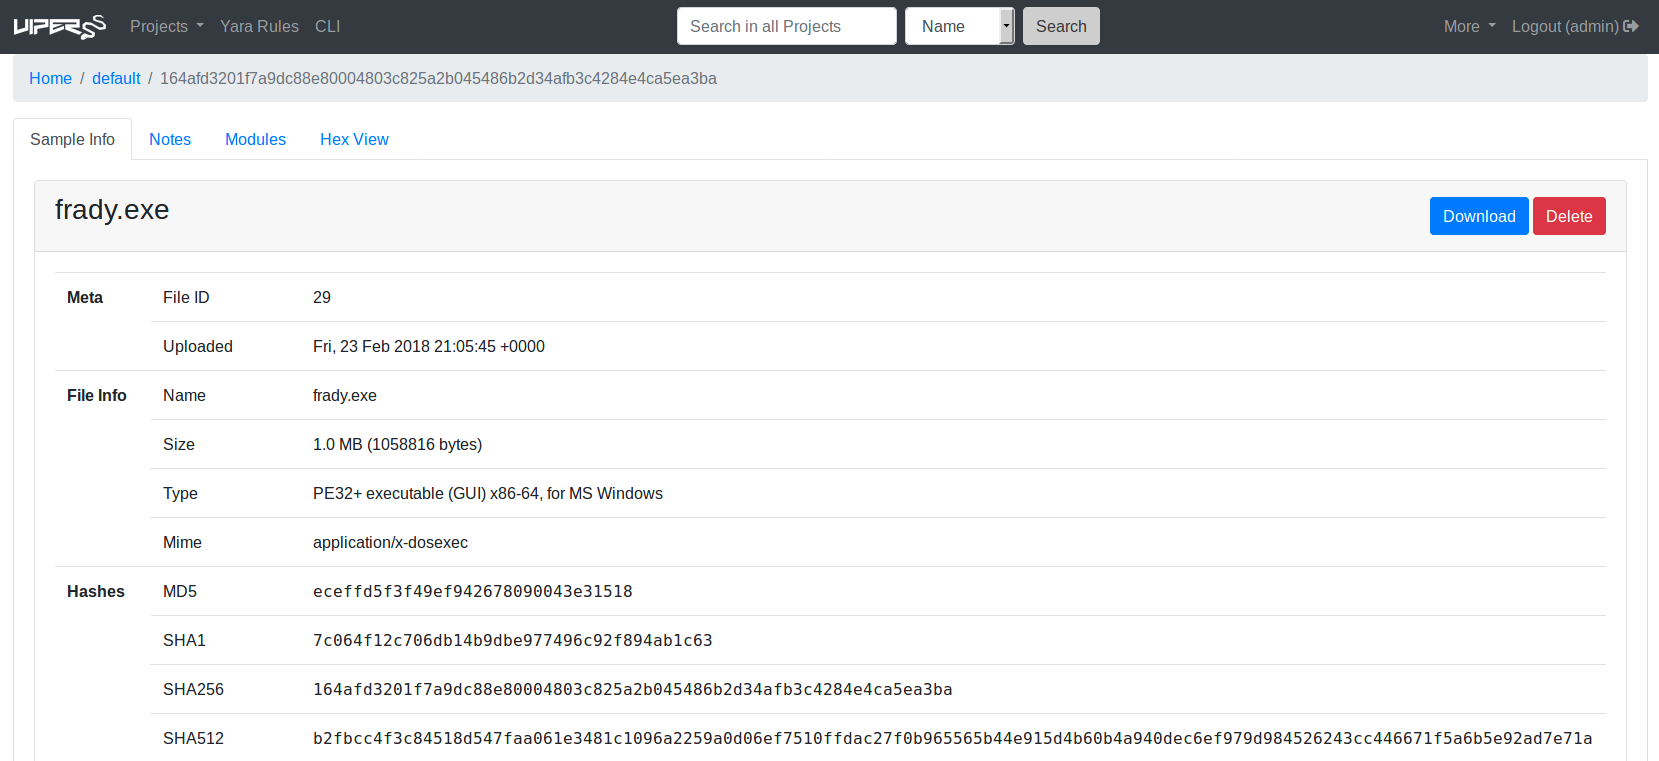 VIPER
Projects Yara Rules CLI Search in all Projects Name Search More Logout (admin)
Home / default / 164afd3201f7a9dc88e80004803c825a2b045486b2d34afb3c4284e4ca5ea3ba
Sample Info Notes Modules Hex View
frady.exe
Download Delete
Meta File ID 29
Uploaded Fri, 23 Feb 2018 21:05:45 +0000
File Info Name frady.exe
Size 1.0 MB (1058816 bytes)
Type PE32+ executable (GUI) x86-64, for MS Windows
Mime application/x-dosexec
Hashes MD5 eceffd5f3f49ef942678090043e31518
SHA1 7c064f12c706db14b9dbe977496c92f894ab1c63
SHA256 164afd3201f7a9dc88e80004803c825a2b045486b2d34afb3c4284e4ca5ea3ba
SHA512 b2fbcc4f3c84518d547faa061e3481c1096a2259a0d06ef7510ffdac27f0b965565b44e915d4b60b4a940dec6ef979d984526243cc446671f5a6b5e92ad7e71a